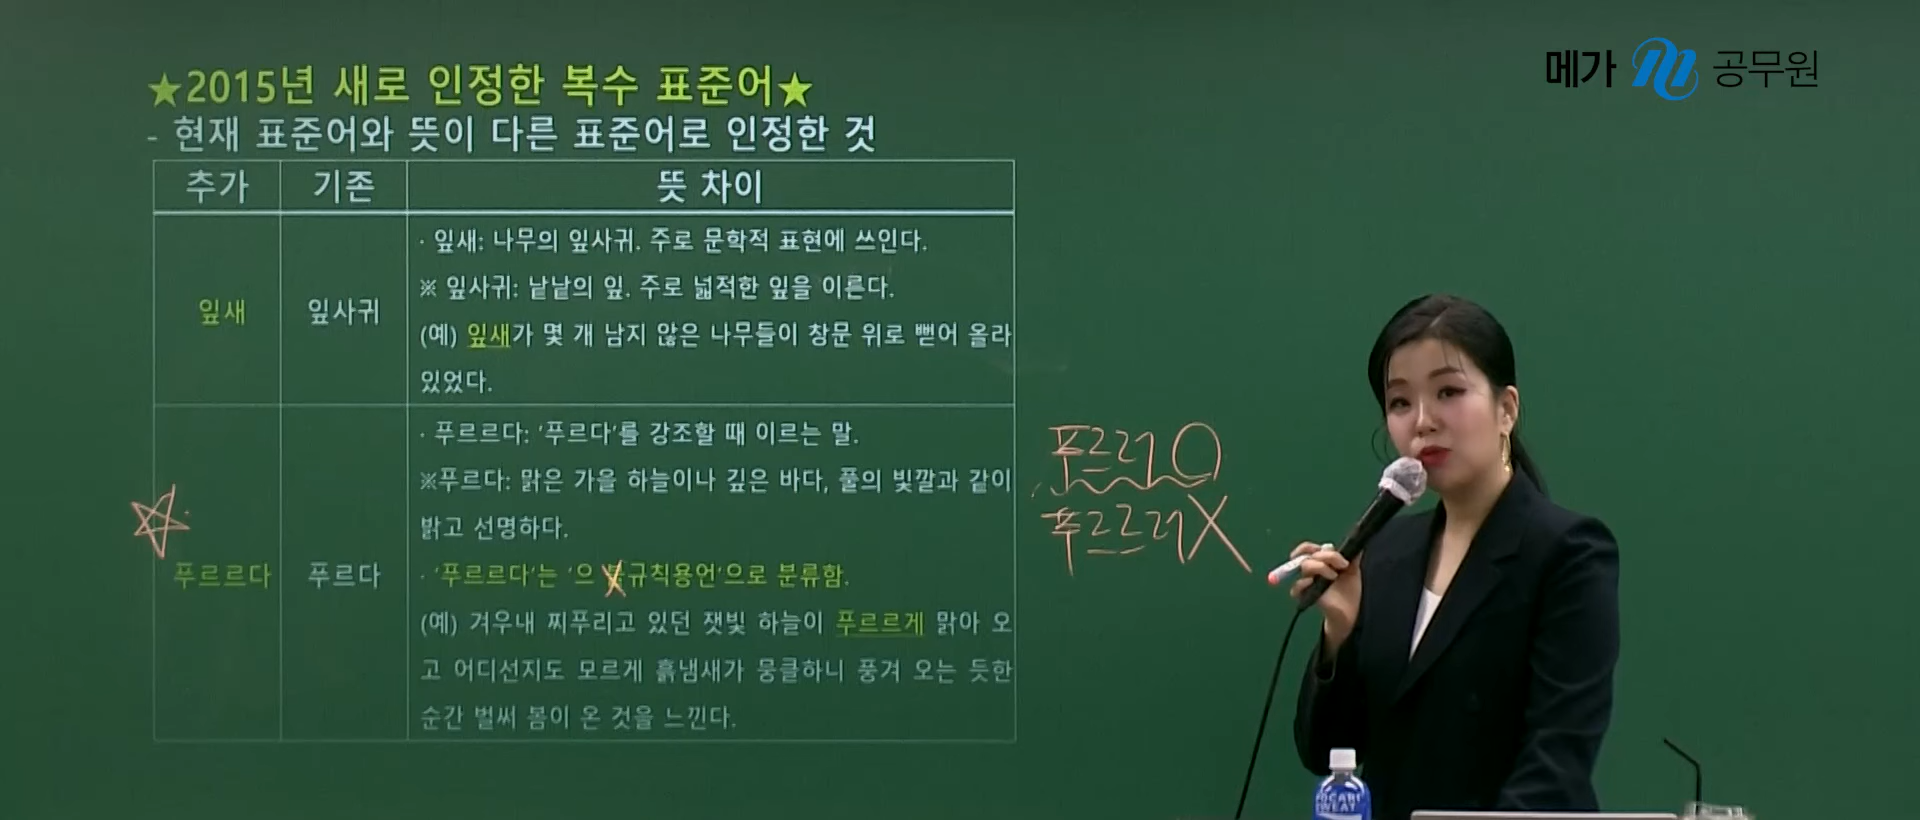 메가 공무원
★2015년 새로 인정한 복수 표준어★
- 현재 표준어와 뜻이 다른 표준어로 인정한 것
추가 기존 뜻 차이
잎새 잎사귀
· 잎새: 나무의 잎사귀. 주로 문학적 표현에 쓰인다.
※ 잎사귀: 낱낱의 잎. 주로 넓적한 잎을 이른다.
(예) 잎새가 몇 개 남지 않은 나무들이 창문 위로 뻗어 올라
있었다.
푸르르다 푸르다
· 푸르르다: '푸르다'를 강조할 때 이르는 말.
※푸르다: 맑은 가을 하늘이나 깊은 바다, 풀의 빛깔과 같이
밝고 선명하다.
· '푸르르다'는 '으 불규칙용언'으로 분류함.
(예) 겨우내 찌푸리고 있던 잿빛 하늘이 푸르르게 맑아 오
고 어디선지도 모르게 흙냄새가 뭉클하니 풍겨 오는 듯한
순간 벌써 봄이 온 것을 느낀다.
푸르러 O
푸르르러 X
POCARI
SWEAT